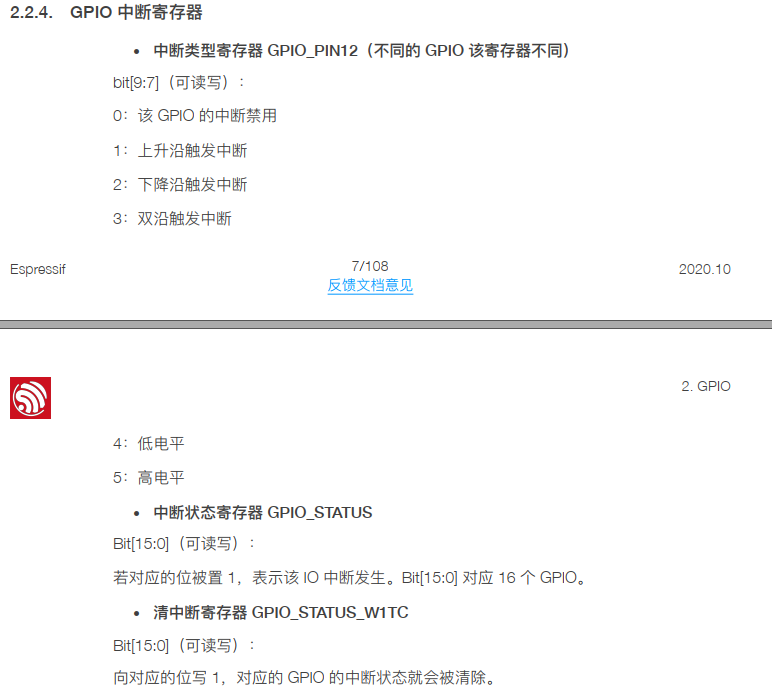 2.2.4. GPIO 中断寄存器
• 中断类型寄存器 GPIO_PIN12（不同的 GPIO 该寄存器不同）
bit[9:7]（可读写）：
0：该 GPIO 的中断禁用
1：上升沿触发中断
2：下降沿触发中断
3：双沿触发中断
Espressif 7/108 2020.10
反馈文档意见
2. GPIO
4：低电平
5：高电平
• 中断状态寄存器 GPIO_STATUS
Bit[15:0]（可读写）：
若对应的位被置 1，表示该 IO 中断发生。Bit[15:0] 对应 16 个 GPIO。
• 清中断寄存器 GPIO_STATUS_W1TC
Bit[15:0]（可读写）：
向对应的位写 1，对应的 GPIO 的中断状态就会被清除。